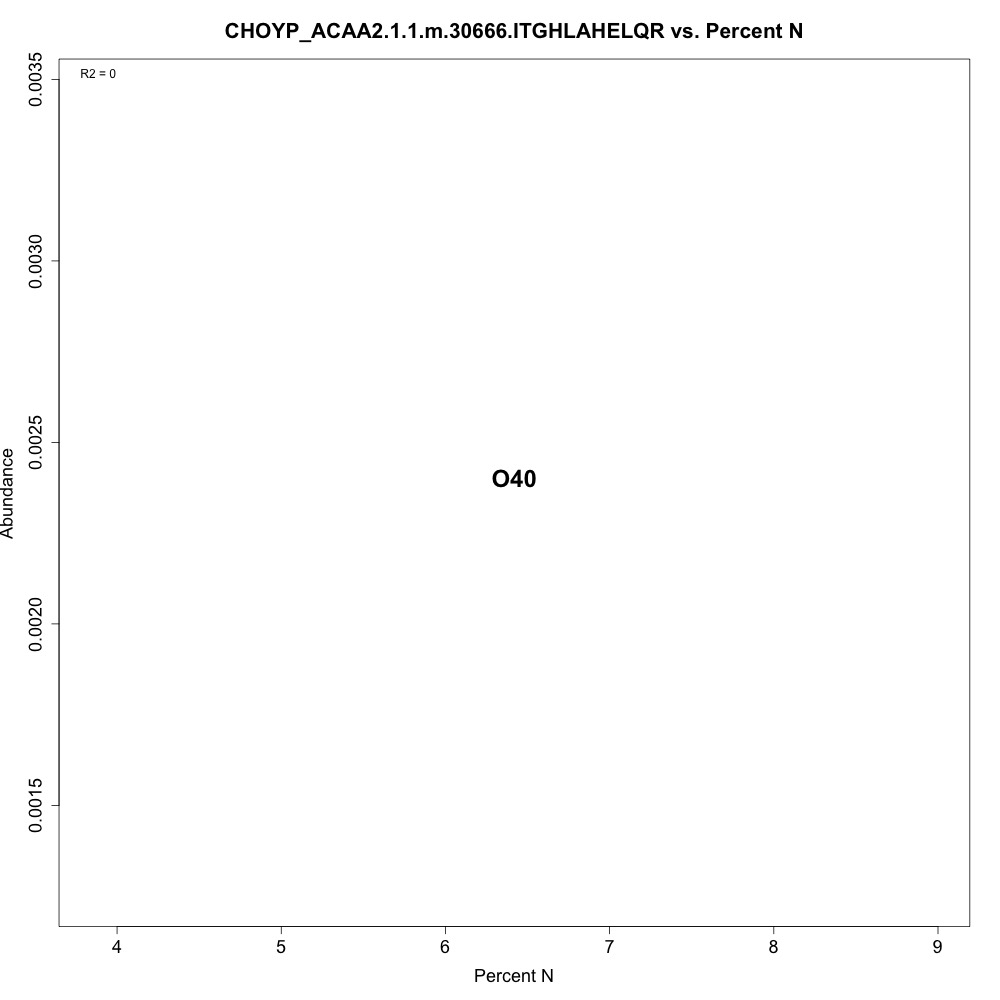 CHOYP_ACAA2.1.1.m.30666.ITGHLAHELQR vs. Percent N
R2 = 0
0.0035
0.0030
0.0025
0.0020
0.0015
Abundance
O40
4 5 6 7 8 9
Percent N